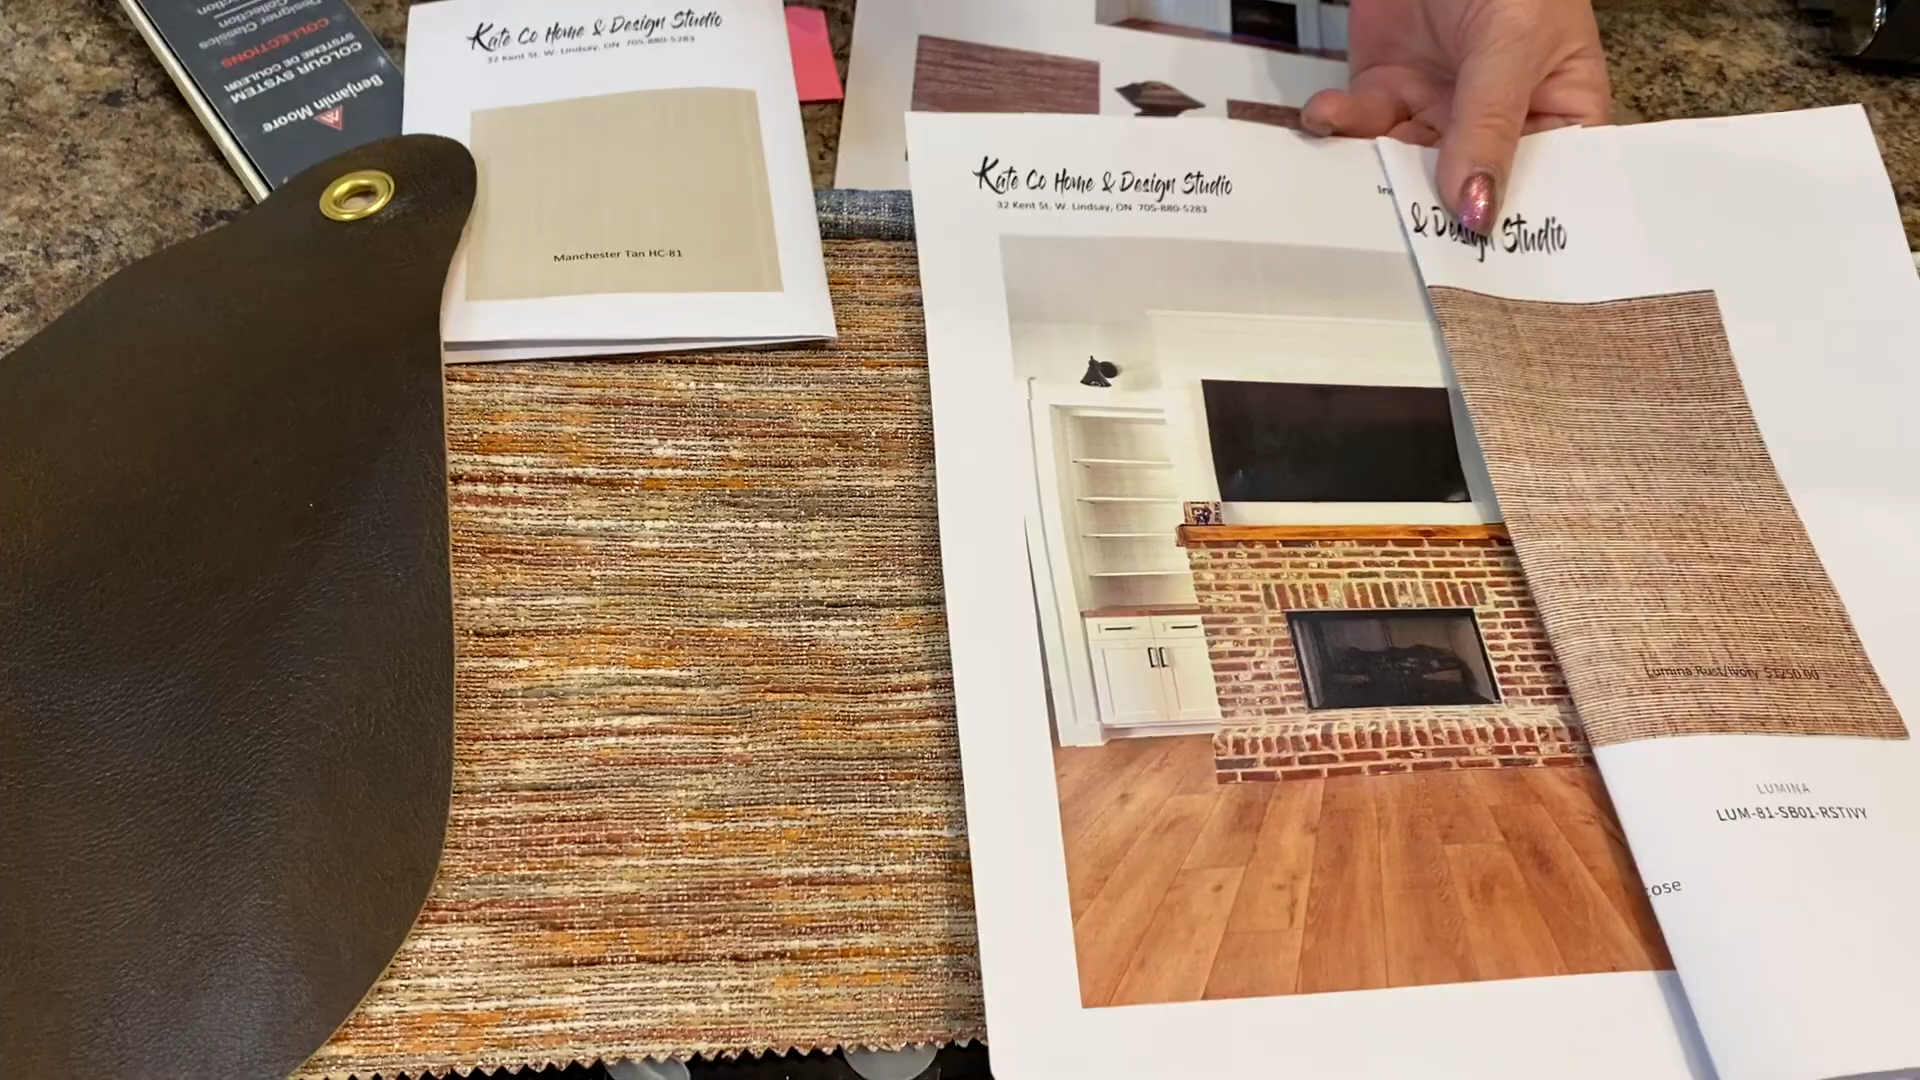 Benjamin Moore
COLOUR SYSTEM
SYSTÈME DE COULEUR
COLLECTIONS
Designer Classics
Collection
Kate Co Home & Design Studio
32 Kent St. W. Lindsay, ON 705-880-5283
Manchester Tan HC-81
Kate Co Home & Design Studio
32 Kent St. W. Lindsay, ON 705-880-5283
& Design Studio
Lumina Rust/Ivory $1250.00
LUMINA
LUM-81-SB01-RSTIVY